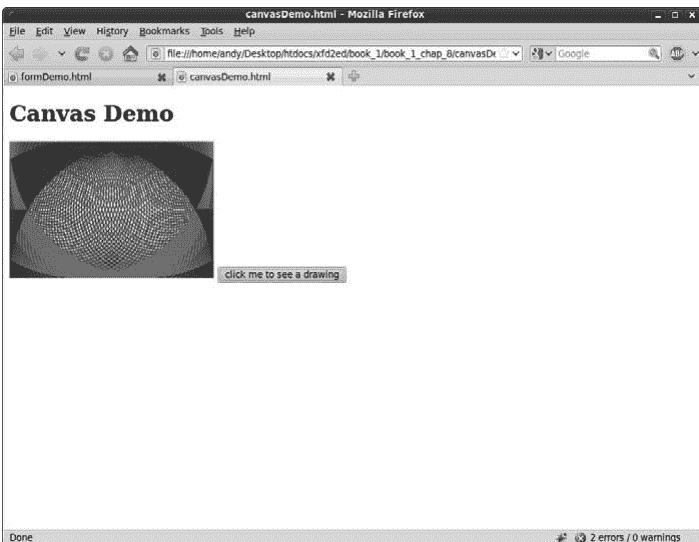 canvasDemo.html - Mozilla Firefox
File Edit View History Bookmarks Tools Help
file:///home/andy/Desktop/htdocs/xfd2ed/book_1/book_1_chap_8/canvasDe Google ABP
formDemo.html canvasDemo.html
Canvas Demo
click me to see a drawing
Done 2 errors / 0 warnings